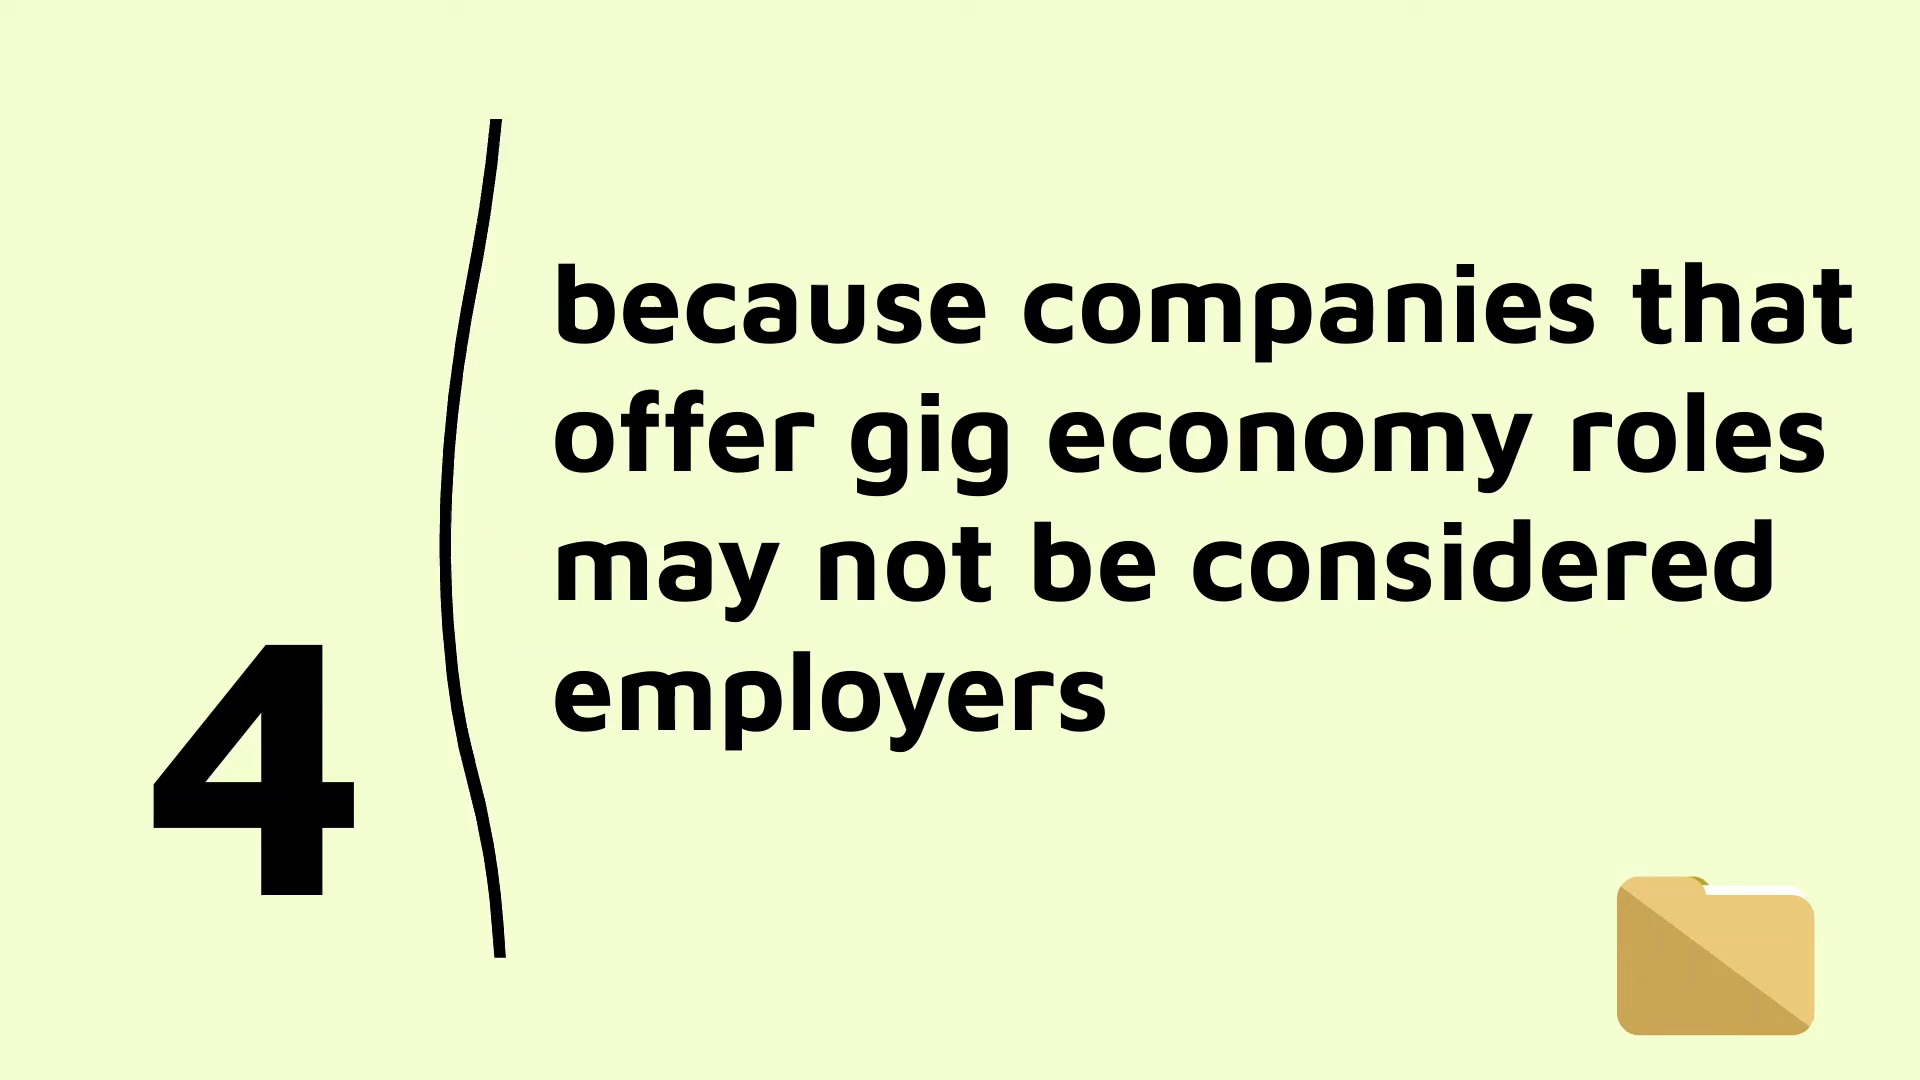 4
because companies that
offer gig economy roles
may not be considered
employers